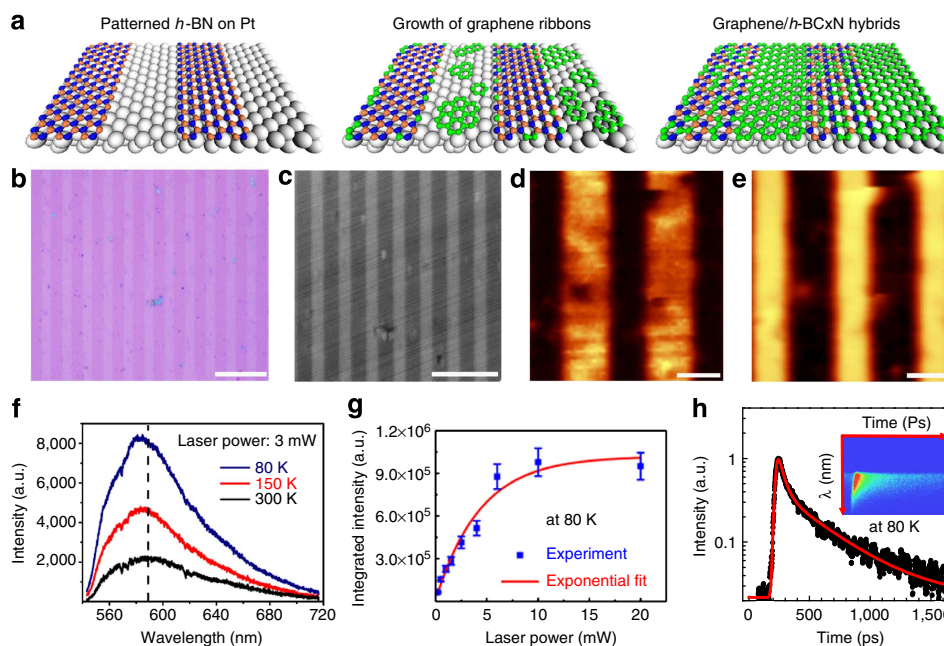 a
Patterned h-BN on Pt
Growth of graphene ribbons
Graphene/h-BCxN hybrids
b
c
d
e
f
Intensity (a.u.)
8,000
6,000
4,000
2,000
Laser power: 3 mW
80 K
150 K
300 K
560
600
640
680
720
Wavelength (nm)
g
Integrated intensity (a.u.)
1.2×10⁶
9.0×10⁵
6.0×10⁵
3.0×10⁵
at 80 K
Experiment
Exponential fit
0
5
10
15
20
Laser power (mW)
h
Intensity (a.u.)
1
0.1
Time (Ps)
λ (nm)
at 80 K
0
500
1,000
Time (ps)